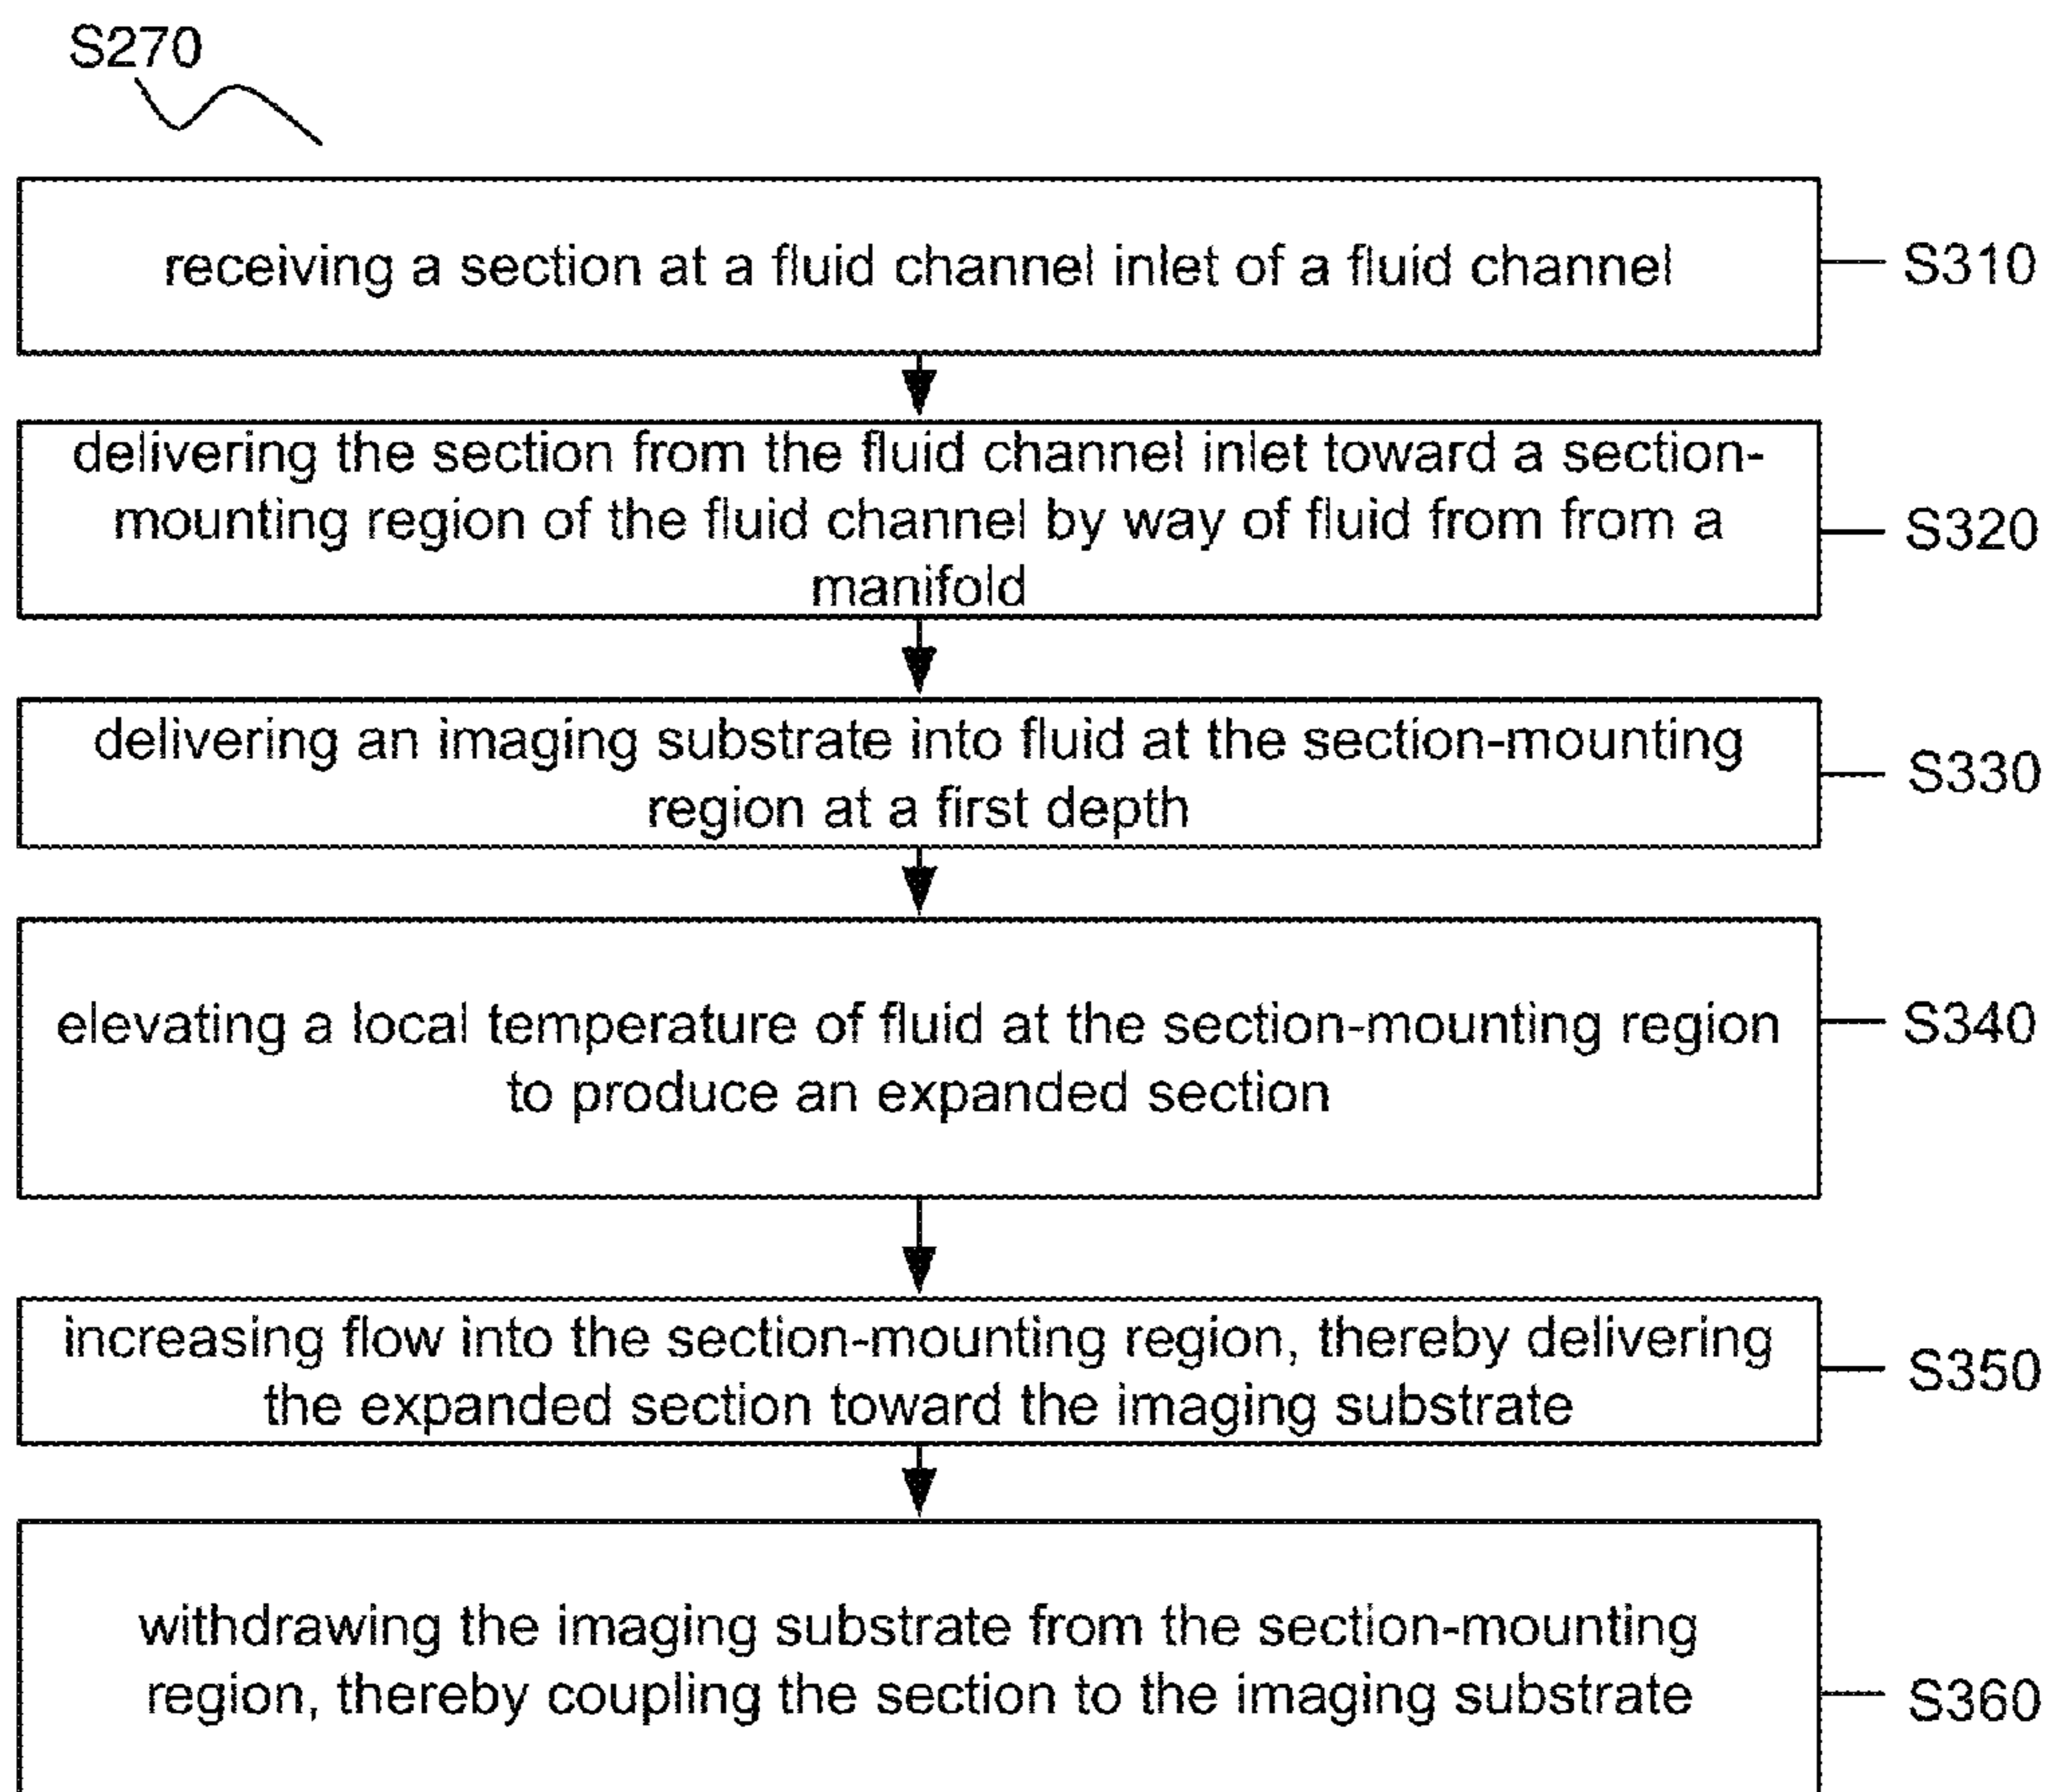 S270
receiving a section at a fluid channel inlet of a fluid channel
S310
delivering the section from the fluid channel inlet toward a section-
mounting region of the fluid channel by way of fluid from from a
manifold
S320
delivering an imaging substrate into fluid at the section-mounting
region at a first depth
S330
elevating a local temperature of fluid at the section-mounting region
to produce an expanded section
S340
increasing flow into the section-mounting region, thereby delivering
the expanded section toward the imaging substrate
S350
withdrawing the imaging substrate from the section-mounting
region, thereby coupling the section to the imaging substrate
S360